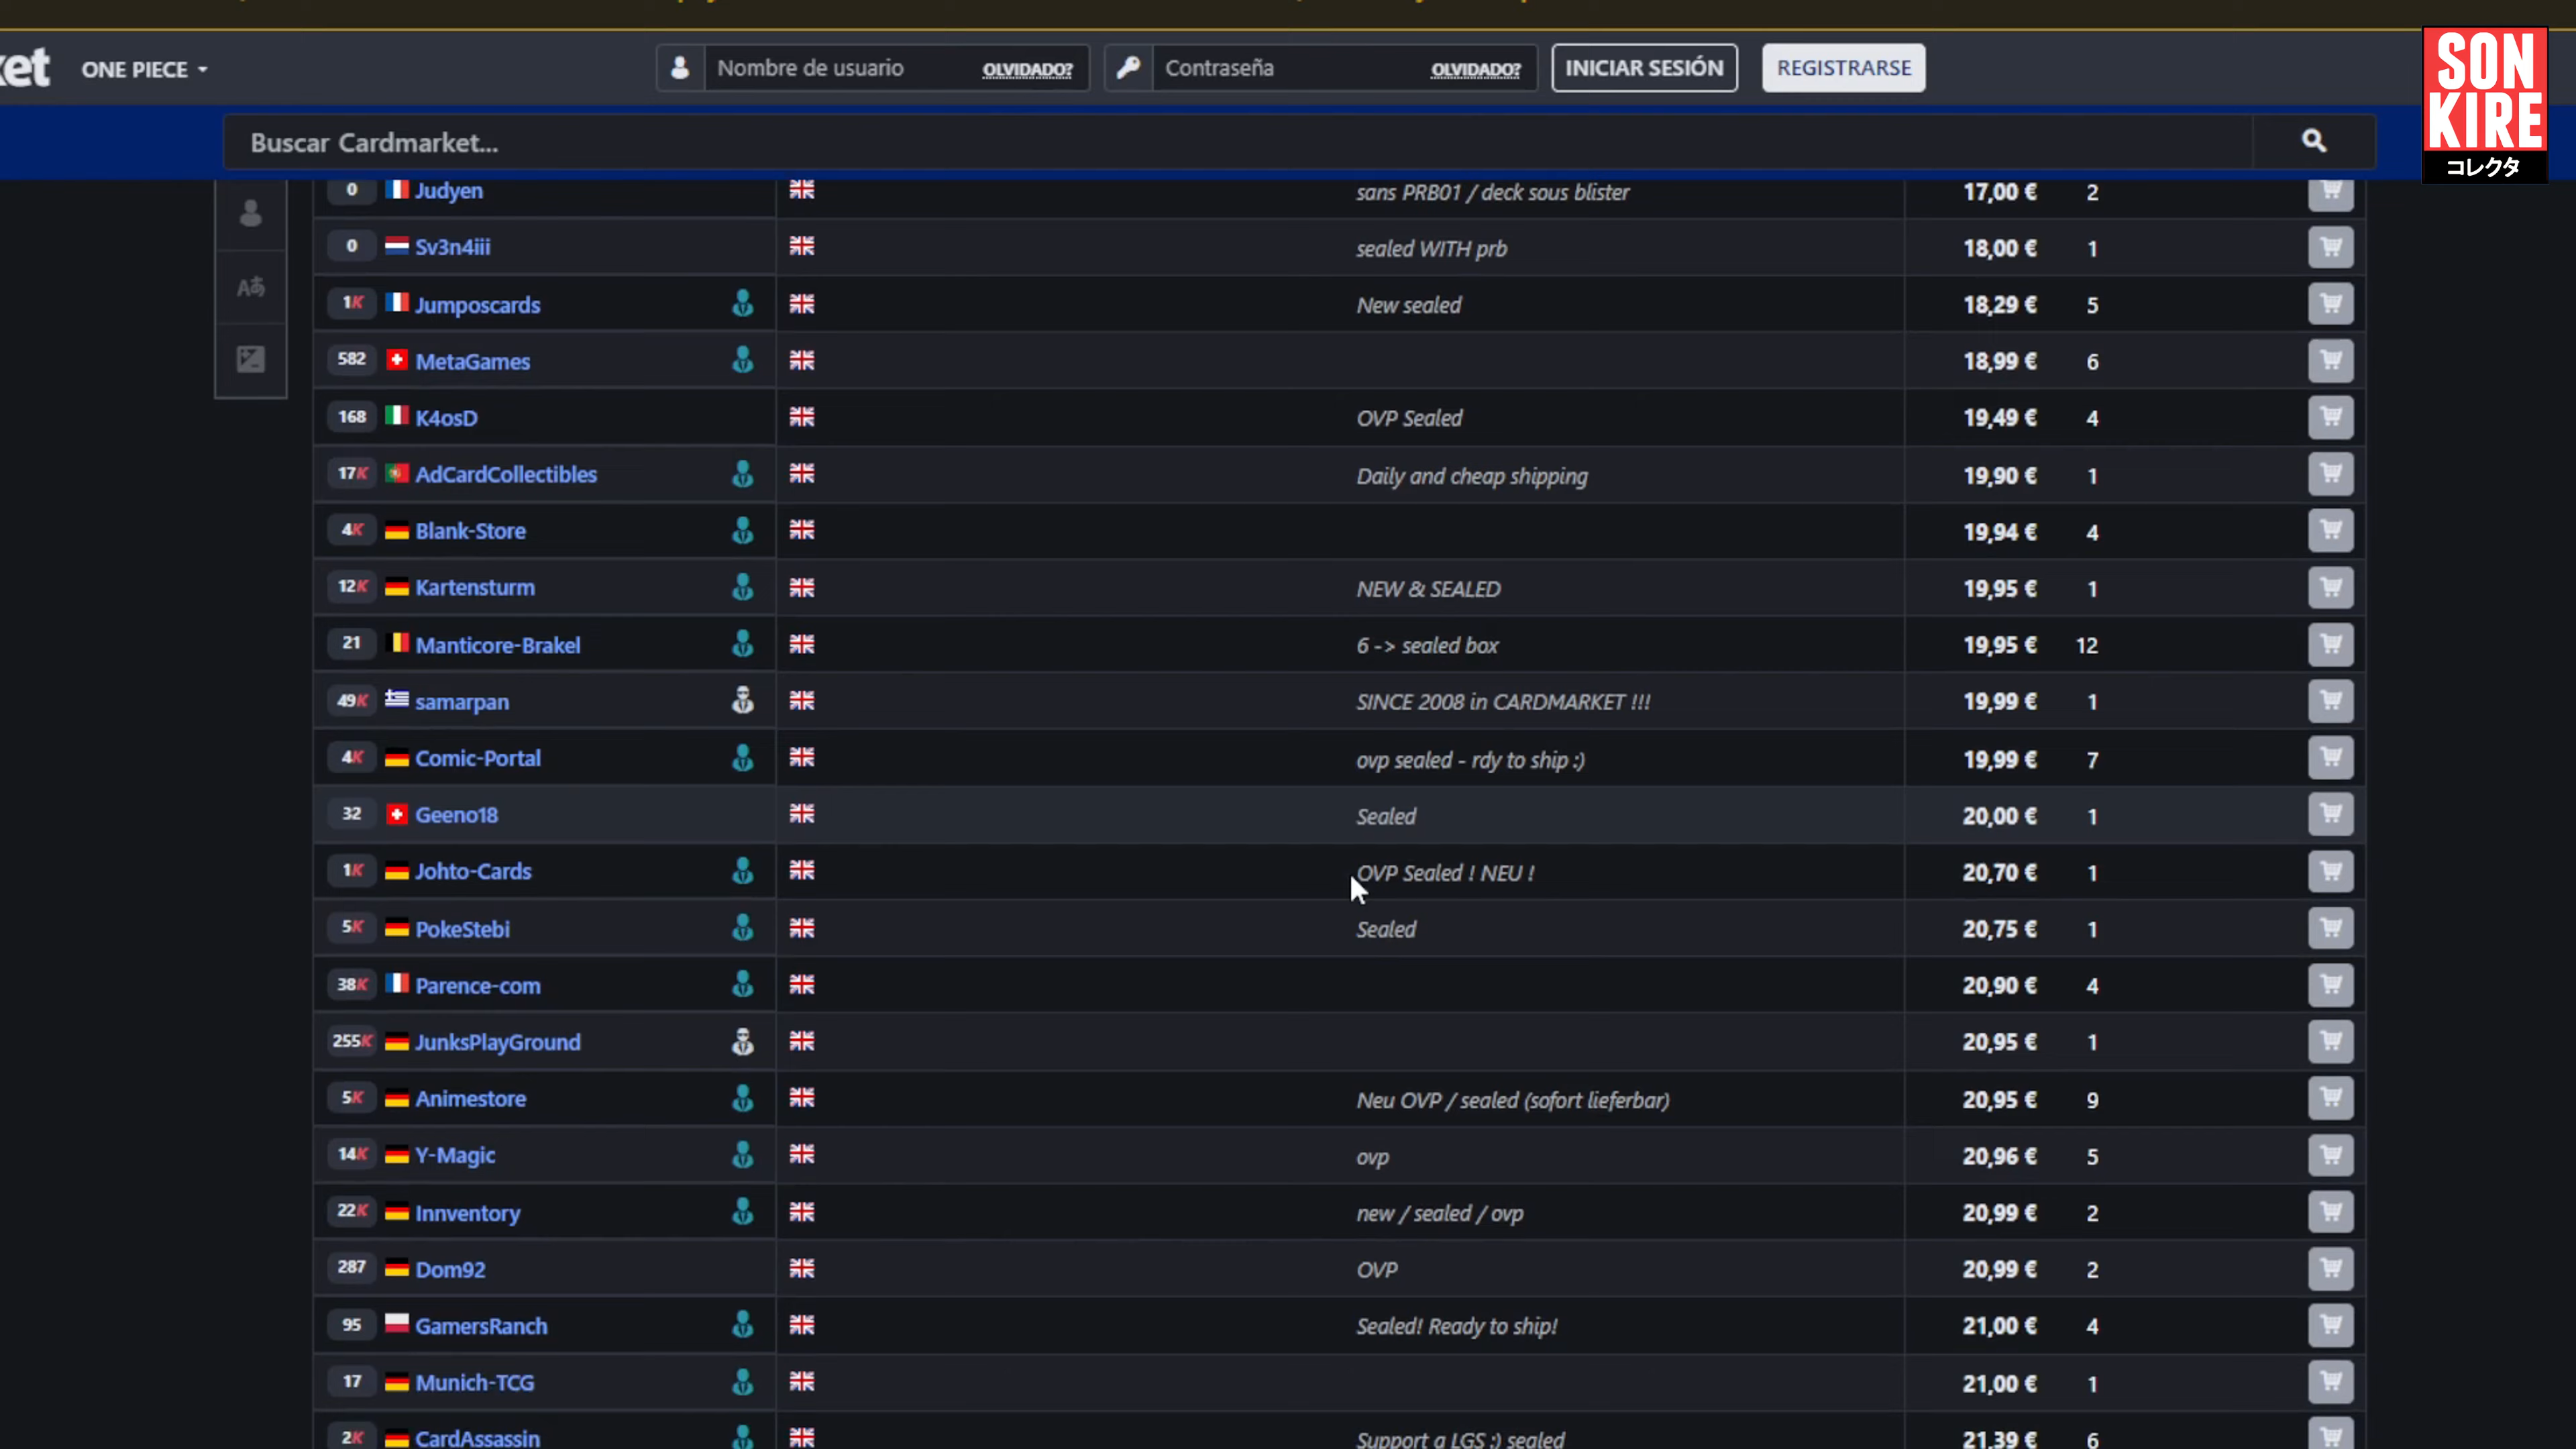 ket ONE PIECE Nombre de usuario OLVIDADO? Contraseña OLVIDADO? INICIAR SESIÓN REGISTRARSE
SON
KIRE
コレクタ
Buscar Cardmarket...
Aあ
0 Judyen sans PRB01 / deck sous blister 17,00 € 2
0 Sv3n4iii sealed WITH prb 18,00 € 1
1K Jumposcards New sealed 18,29 € 5
582 MetaGames 18,99 € 6
168 K4osD OVP Sealed 19,49 € 4
17K AdCardCollectibles Daily and cheap shipping 19,90 € 1
4K Blank-Store 19,94 € 4
12K Kartensturm NEW & SEALED 19,95 € 1
21 Manticore-Brakel 6 -> sealed box 19,95 € 12
49K samarpan SINCE 2008 in CARDMARKET !!! 19,99 € 1
4K Comic-Portal ovp sealed - rdy to ship :) 19,99 € 7
32 Geeno18 Sealed 20,00 € 1
1K Johto-Cards OVP Sealed ! NEU ! 20,70 € 1
5K PokeStebi Sealed 20,75 € 1
38K Parence-com 20,90 € 4
255K JunksPlayGround 20,95 € 1
5K Animestore Neu OVP / sealed (sofort lieferbar) 20,95 € 9
14K Y-Magic ovp 20,96 € 5
22K Innventory new / sealed / ovp 20,99 € 2
287 Dom92 OVP 20,99 € 2
95 GamersRanch Sealed! Ready to ship! 21,00 € 4
17 Munich-TCG 21,00 € 1
2K CardAssassin Support a LGS :) sealed 21,39 € 6